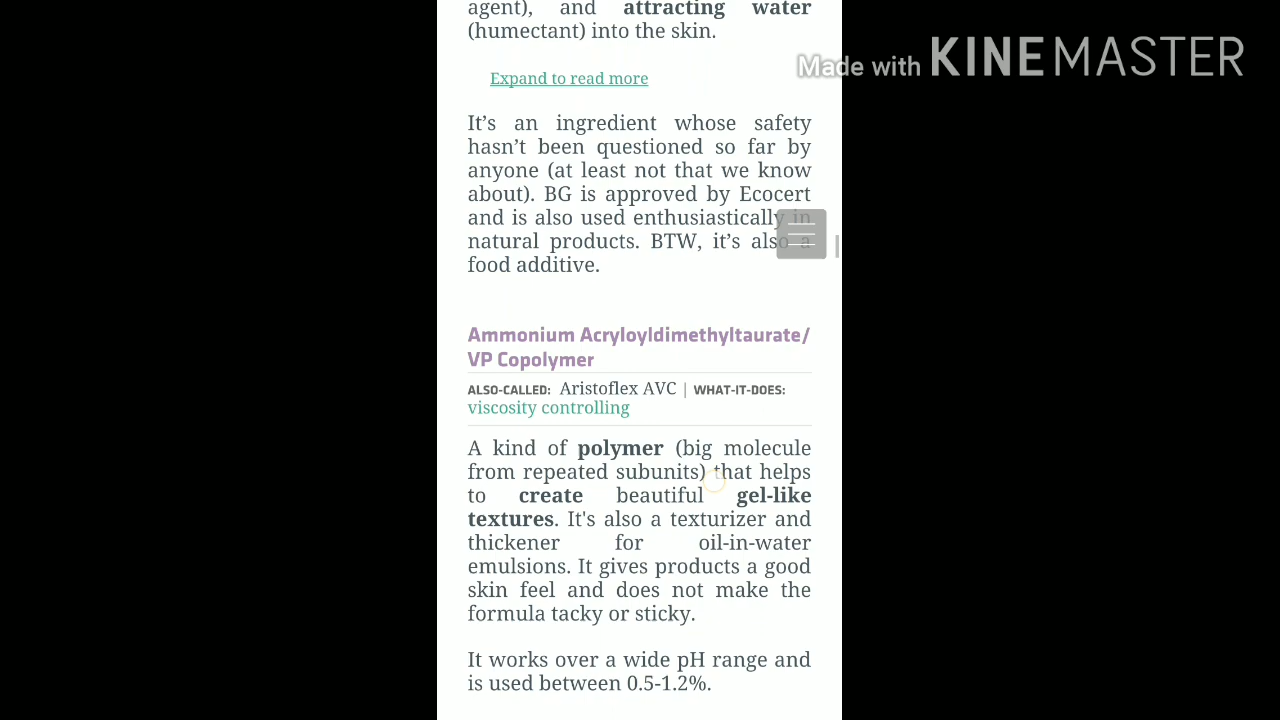 agent), and attracting water
(humectant) into the skin.
Made with KINEMASTER
Expand to read more
It’s an ingredient whose safety
hasn’t been questioned so far by
anyone (at least not that we know
about). BG is approved by Ecocert
and is also used enthusiastically in
natural products. BTW, it’s also a
food additive.
Ammonium Acryloyldimethyltaurate/
VP Copolymer
ALSO-CALLED: Aristoflex AVC | WHAT-IT-DOES:
viscosity controlling
A kind of polymer (big molecule
from repeated subunits) that helps
to create beautiful gel-like
textures. It's also a texturizer and
thickener for oil-in-water
emulsions. It gives products a good
skin feel and does not make the
formula tacky or sticky.
It works over a wide pH range and
is used between 0.5-1.2%.